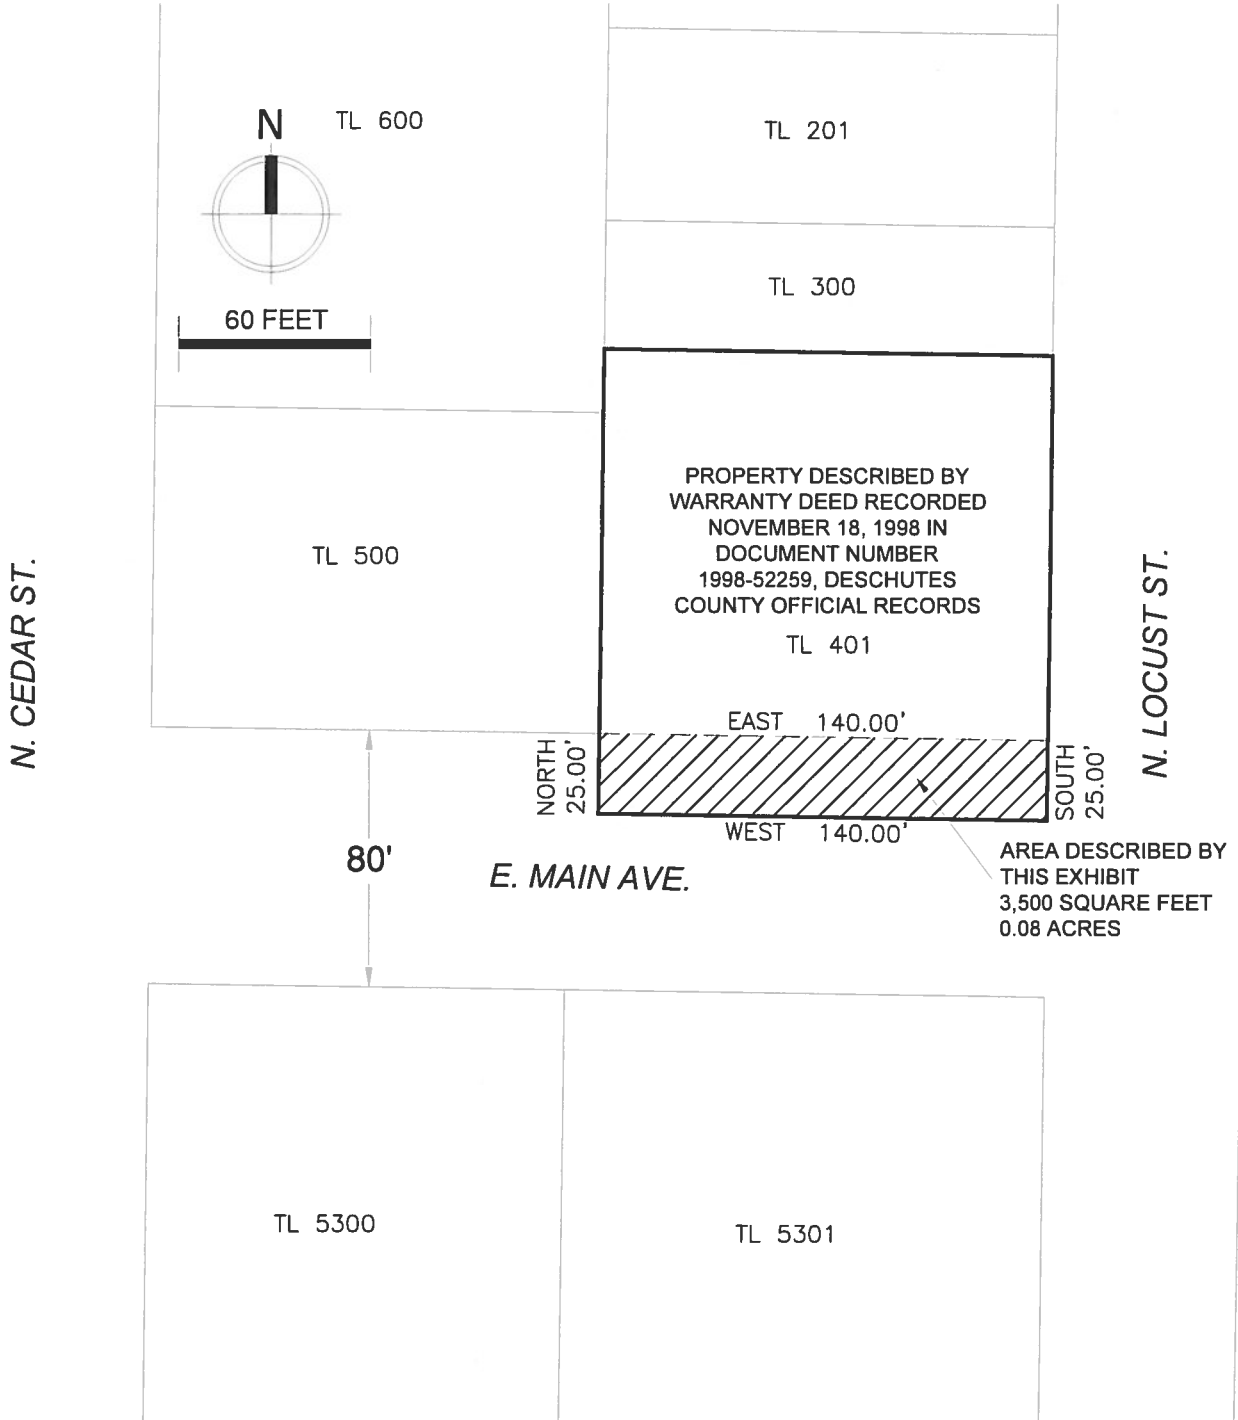 N
TL 600
TL 201
TL 300
60 FEET
PROPERTY DESCRIBED BY
WARRANTY DEED RECORDED
NOVEMBER 18, 1998 IN
DOCUMENT NUMBER
1998-52259, DESCHUTES
COUNTY OFFICIAL RECORDS
TL 401
TL 500
N. CEDAR ST.
N. LOCUST ST.
EAST 140.00'
NORTH
25.00'
SOUTH
25.00'
WEST 140.00'
80'
E. MAIN AVE.
AREA DESCRIBED BY
THIS EXHIBIT
3,500 SQUARE FEET
0.08 ACRES
TL 5300
TL 5301